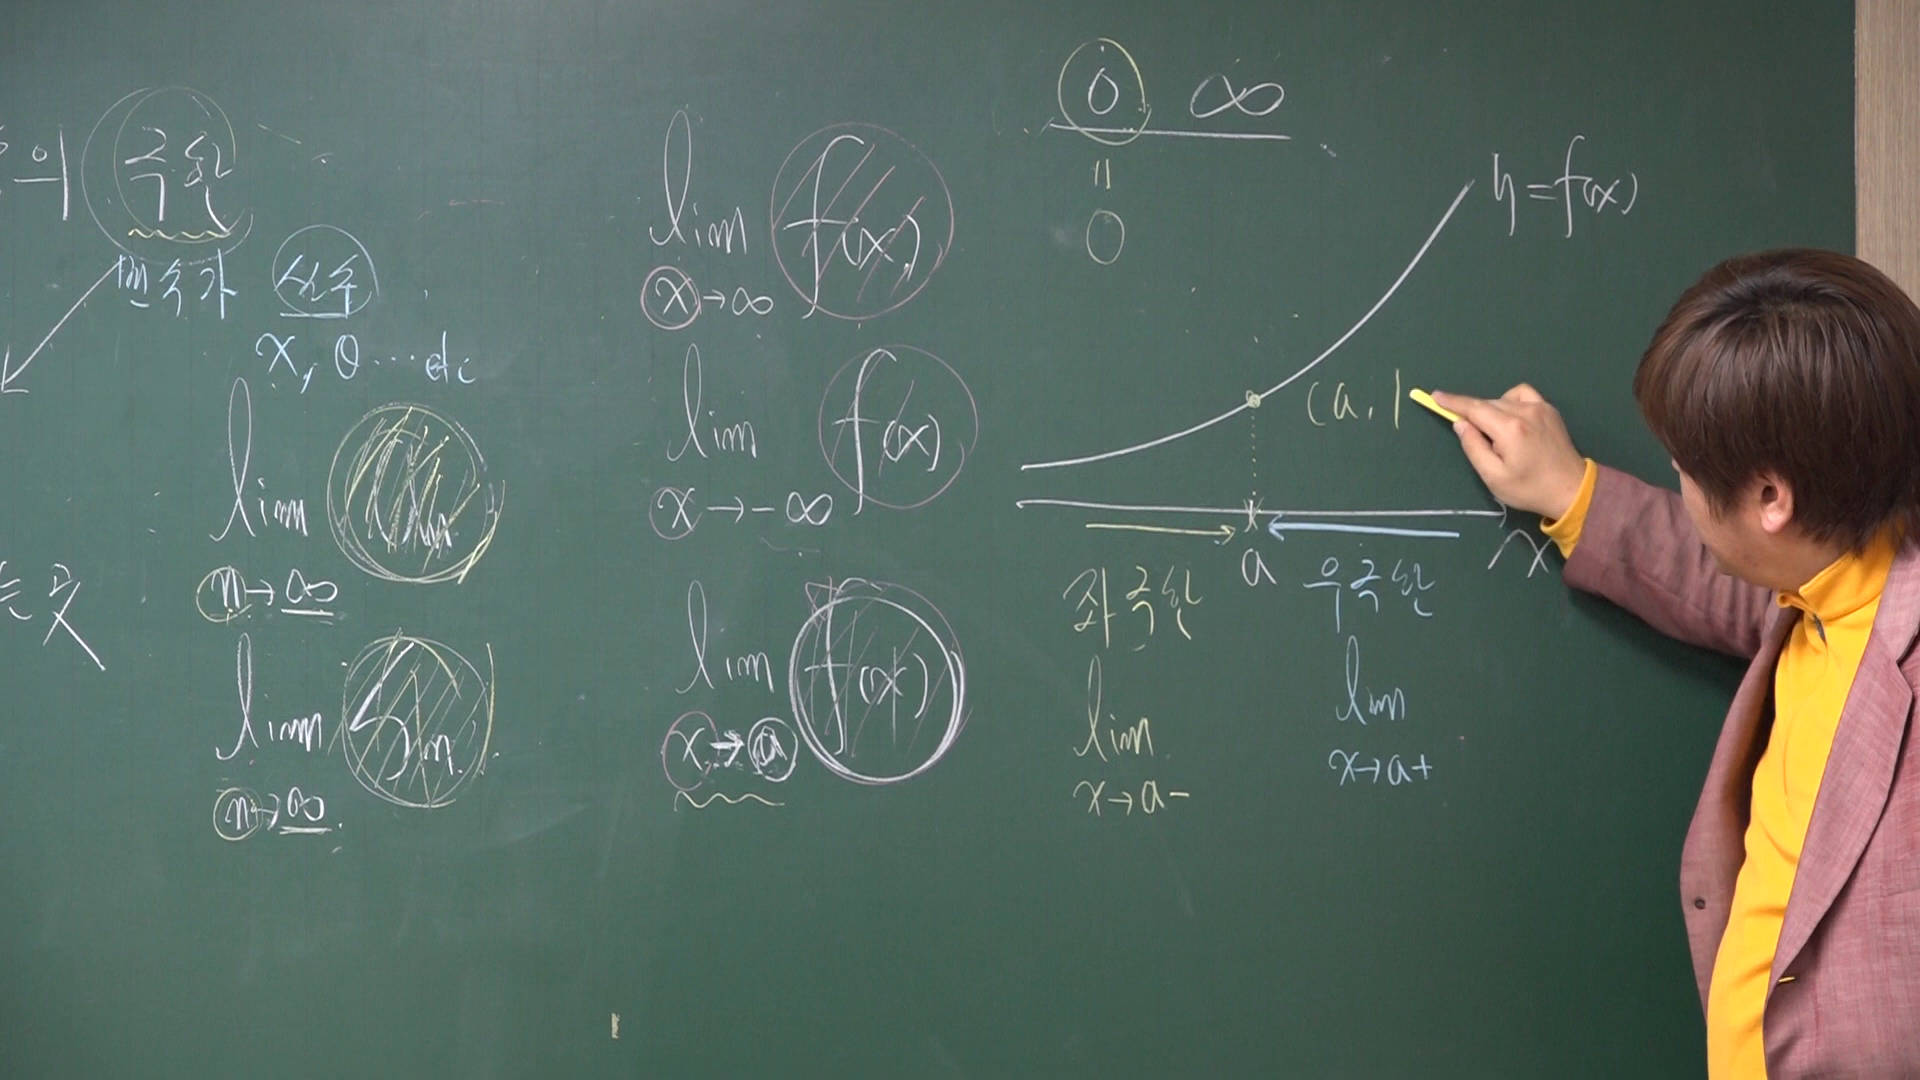 의 극한
변수가 실수
x, θ ... etc
lim aₙ
n→∞
lim Sₙ
n→∞
lim f(x)
x→∞
lim f(x)
x→-∞
lim f(x)
x→a
0 ∞
=
0
y=f(x)
(a,
a x
좌극한 우극한
lim
x→a-
lim
x→a+